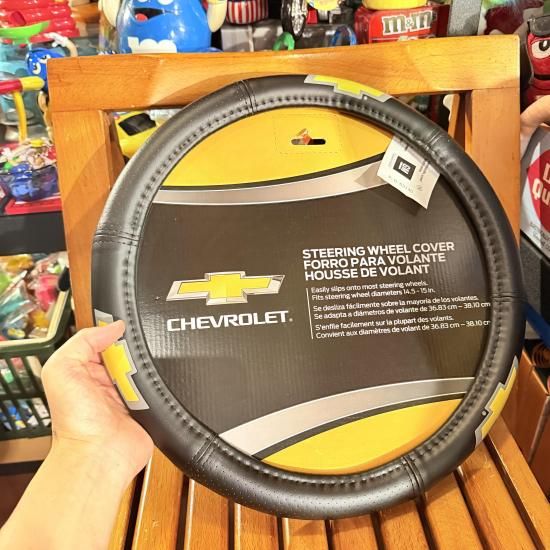 m&m's
STEERING WHEEL COVER
FORRO PARA VOLANTE
HOUSSE DE VOLANT
Easily slips onto most steering wheels.
Fits steering wheel diameters 14.5 - 15 in.
Se desliza fácilmente sobre la mayoría de los volantes.
Se adapta a diámetros de volante de 36.83 cm – 38.10 cm
S'enfile facilement sur la plupart des volants.
Convient aux diamètres de volant de 36.83 cm – 38.10 cm
CHEVROLET®